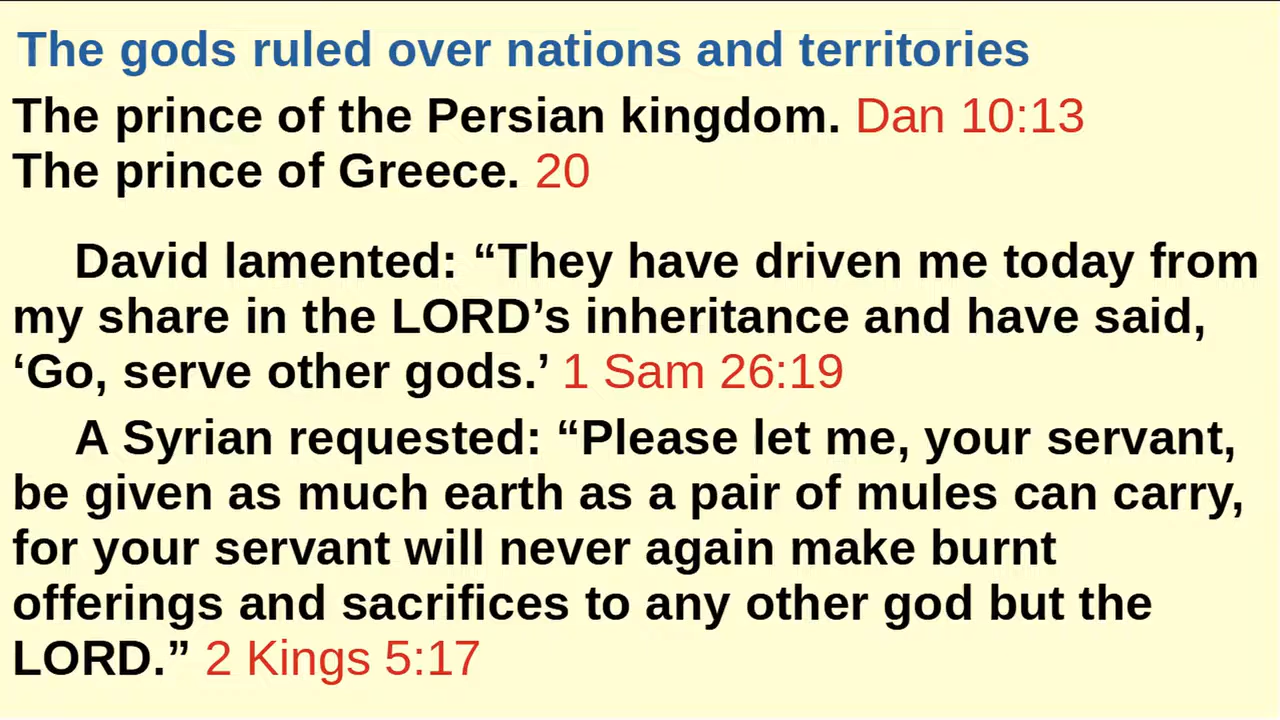 The gods ruled over nations and territories
The prince of the Persian kingdom. Dan 10:13
The prince of Greece. 20
David lamented: “They have driven me today from
my share in the LORD’s inheritance and have said,
‘Go, serve other gods.’ 1 Sam 26:19
A Syrian requested: “Please let me, your servant,
be given as much earth as a pair of mules can carry,
for your servant will never again make burnt
offerings and sacrifices to any other god but the
LORD.” 2 Kings 5:17